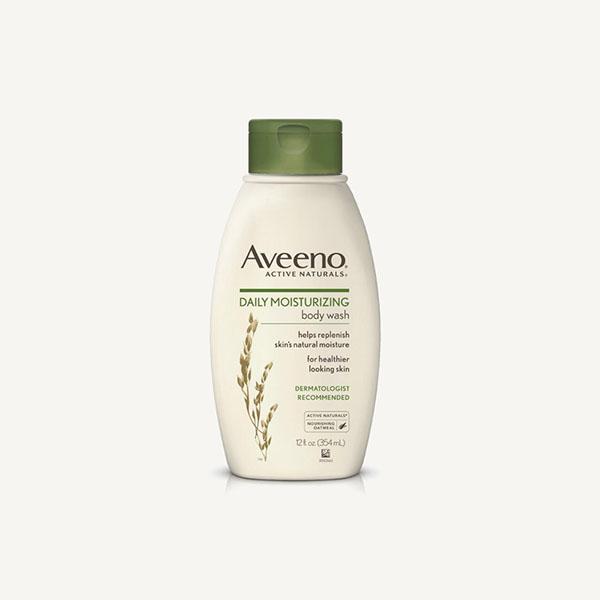 Aveeno®
ACTIVE NATURALS®
DAILY MOISTURIZING
body wash
helps replenish
skin's natural moisture
for healthier
looking skin
DERMATOLOGIST
RECOMMENDED
ACTIVE NATURALS®
NOURISHING
OATMEAL
12 fl. oz. (354 mL)